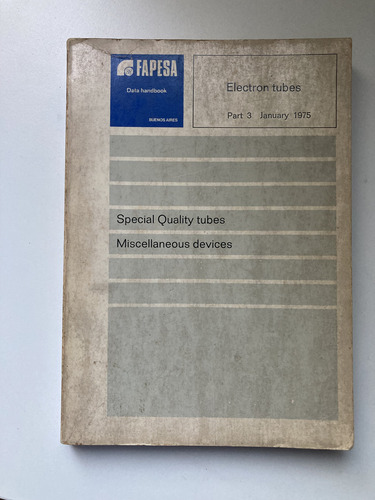 FAPESA
Data handbook
BUENOS AIRES
Electron tubes
Part 3 January 1975
Special Quality tubes
Miscellaneous devices